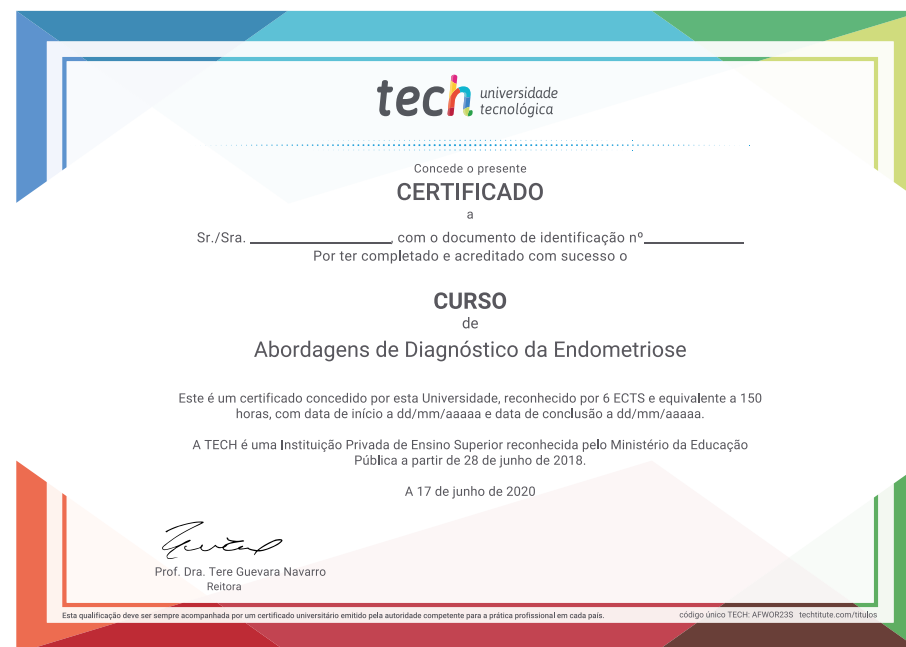 tech universidade
tecnológica
Concede o presente
CERTIFICADO
a
Sr./Sra. ____________________, com o documento de identificação nº______________
Por ter completado e acreditado com sucesso o
CURSO
de
Abordagens de Diagnóstico da Endometriose
Este é um certificado concedido por esta Universidade, reconhecido por 6 ECTS e equivalente a 150
horas, com data de início a dd/mm/aaaaa e data de conclusão a dd/mm/aaaaa.
A TECH é uma Instituição Privada de Ensino Superior reconhecida pelo Ministério da Educação
Pública a partir de 28 de junho de 2018.
A 17 de junho de 2020
Prof. Dra. Tere Guevara Navarro
Reitora
Esta qualificação deve ser sempre acompanhada por um certificado universitário emitido pela autoridade competente para a prática profissional em cada país. código único TECH: AFWOR23S techtitute.com/titulos